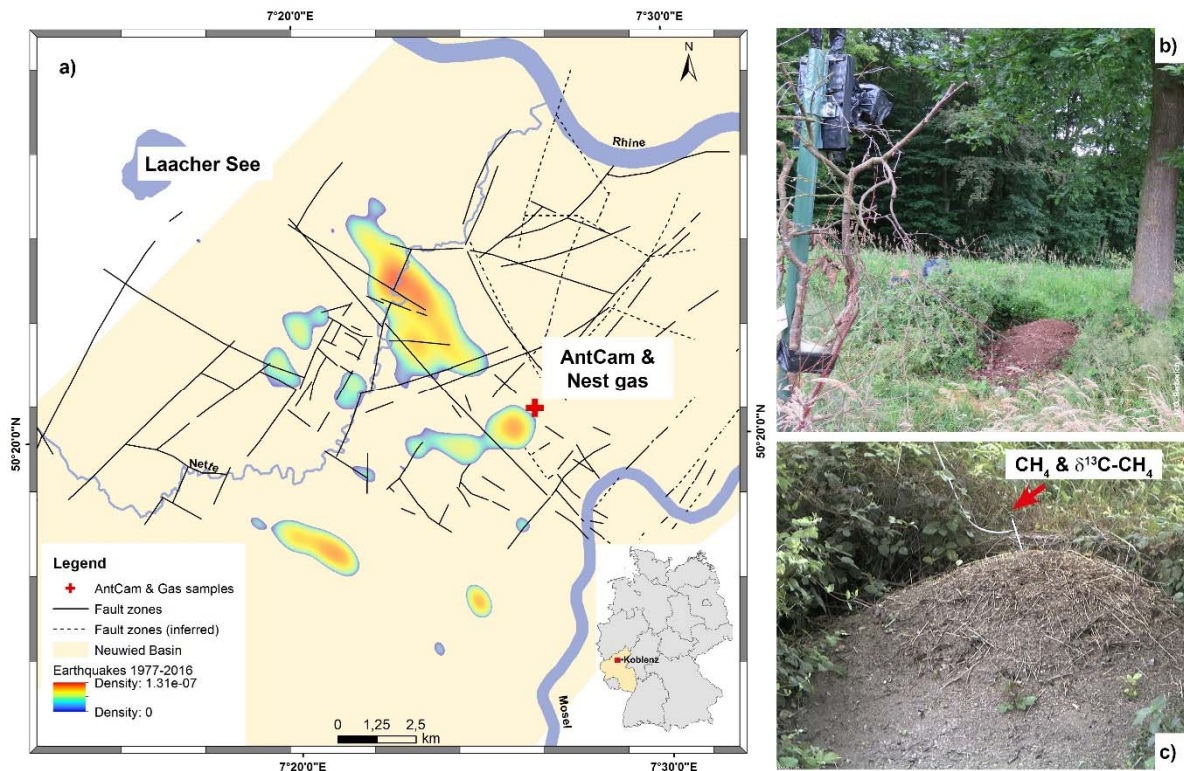 7°20'0"E
7°30'0"E
a)
N
Rhine
Laacher See
AntCam &
Nest gas
50°20'0"N
50°20'0"N
Nette
Legend
AntCam & Gas samples
Fault zones
Fault zones (inferred)
Neuwied Basin
Earthquakes 1977-2016
Density: 1.31e-07
Density: 0
Koblenz
Mosel
0 1,25 2,5
km
7°20'0"E
7°30'0"E
b)
CH₄ & δ¹³C-CH₄
c)